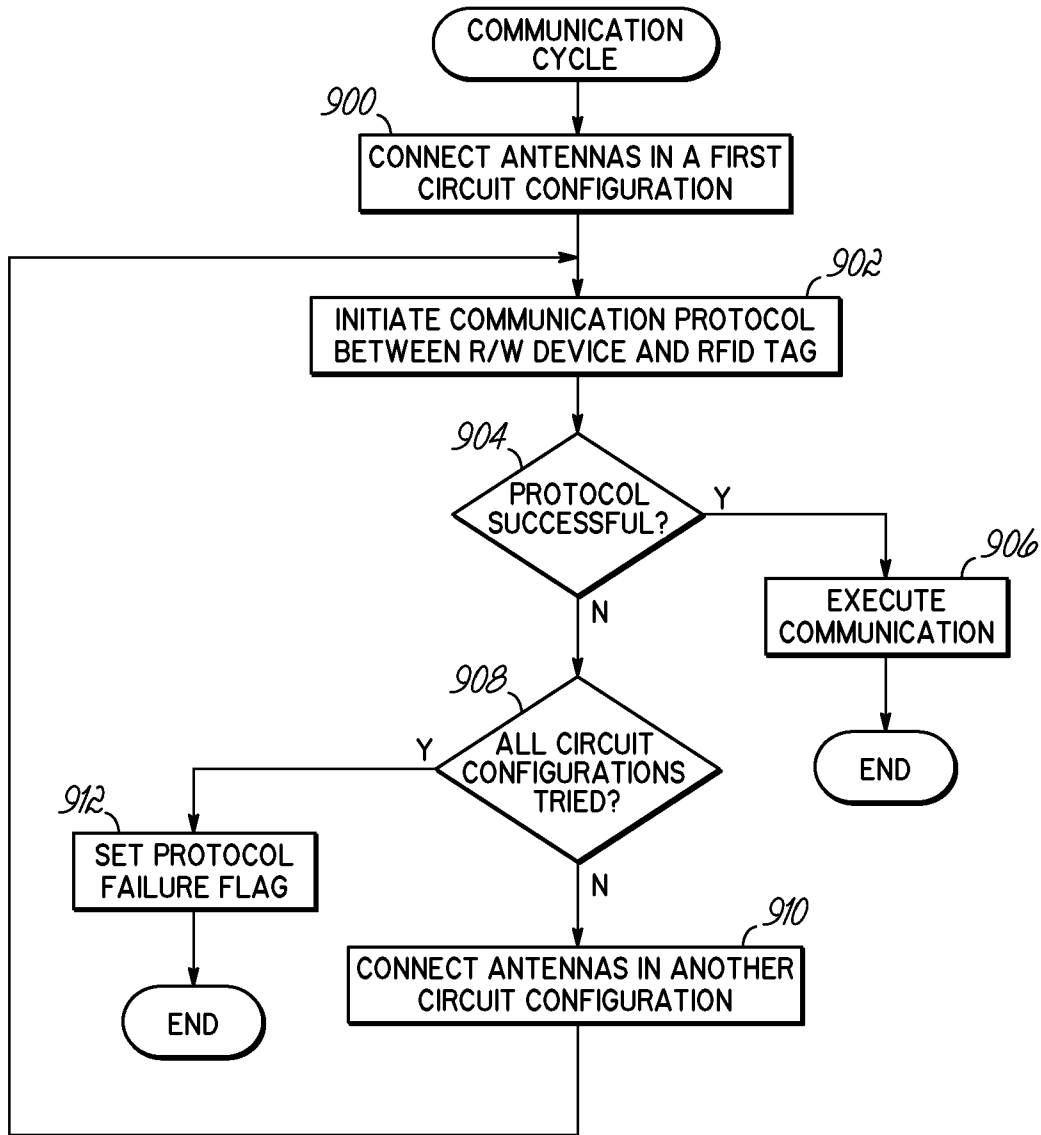 COMMUNICATION
CYCLE
900
CONNECT ANTENNAS IN A FIRST
CIRCUIT CONFIGURATION
902
INITIATE COMMUNICATION PROTOCOL
BETWEEN R/W DEVICE AND RFID TAG
904
PROTOCOL
SUCCESSFUL?
Y
906
EXECUTE
COMMUNICATION
END
N
908
ALL CIRCUIT
CONFIGURATIONS
TRIED?
Y
912
SET PROTOCOL
FAILURE FLAG
END
N
910
CONNECT ANTENNAS IN ANOTHER
CIRCUIT CONFIGURATION